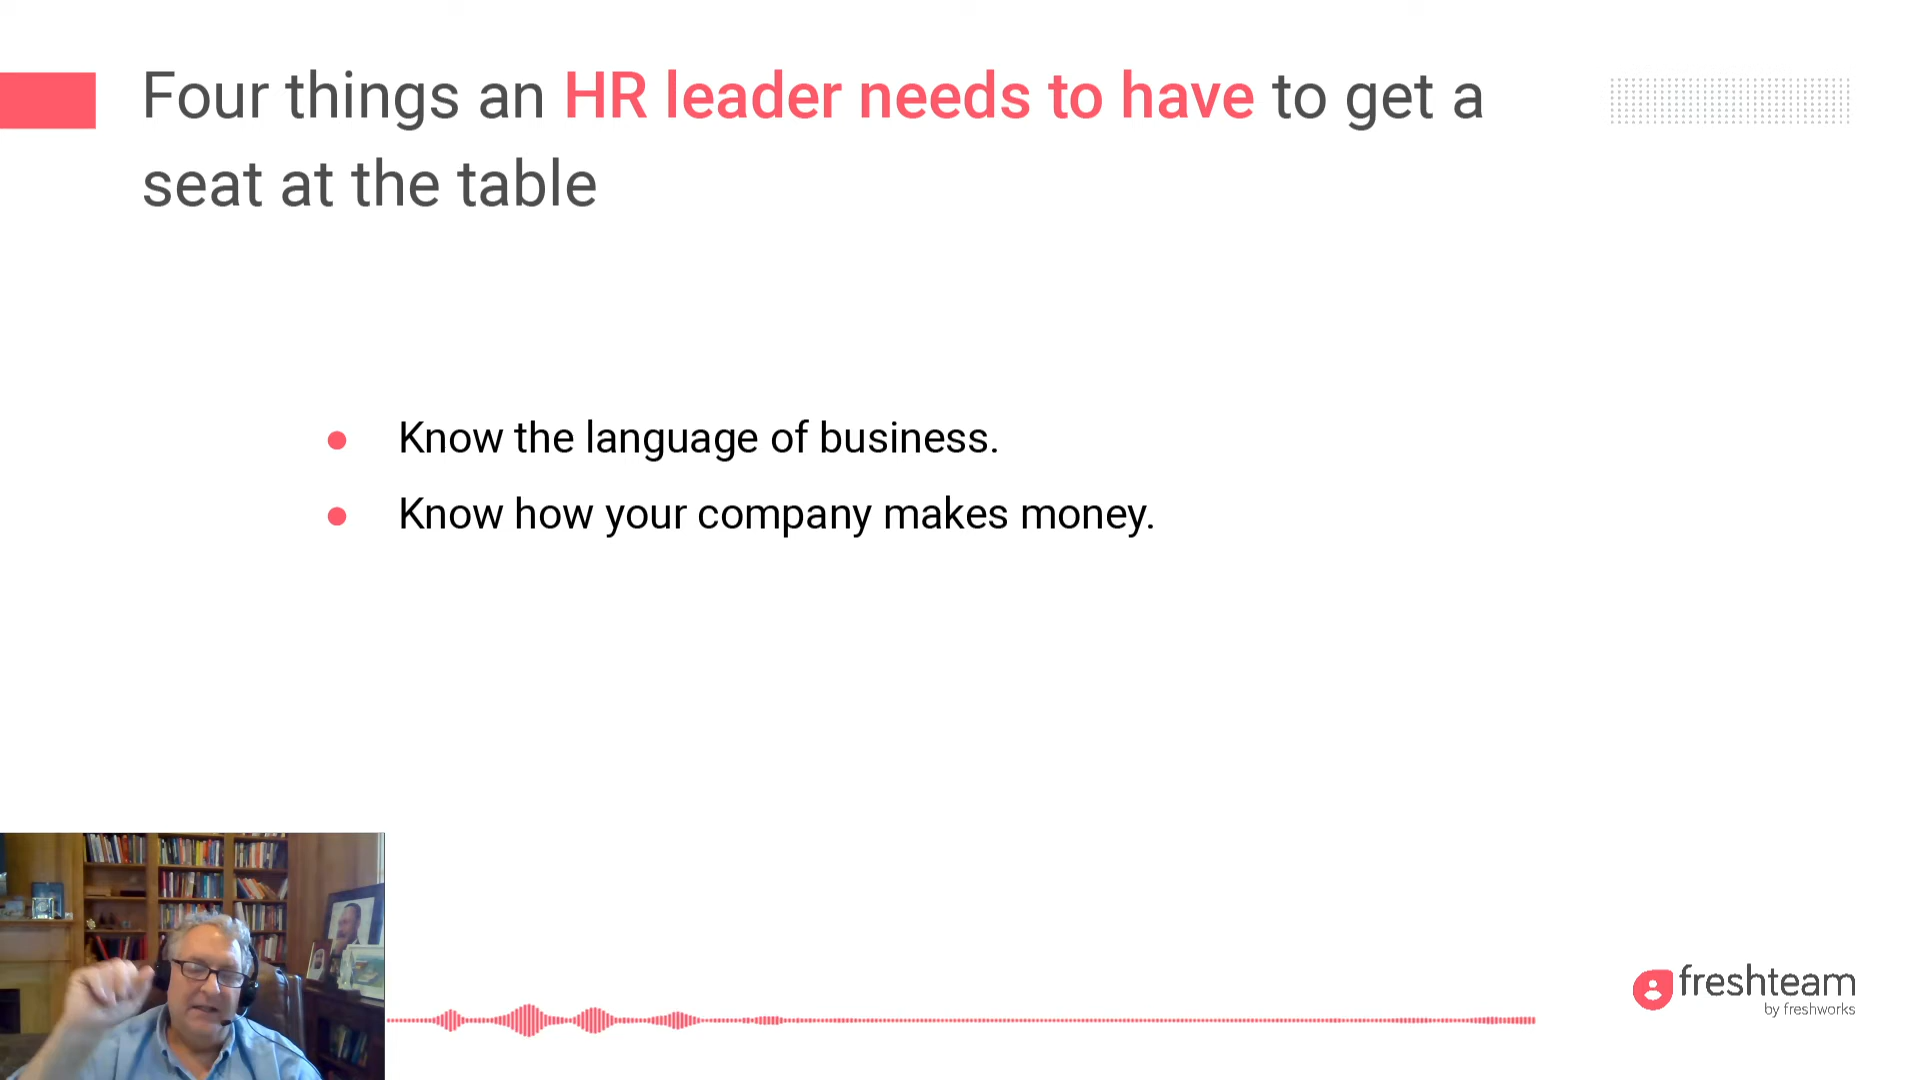 Four things an HR leader needs to have to get a
seat at the table
Know the language of business.
Know how your company makes money.
freshteam
by freshworks